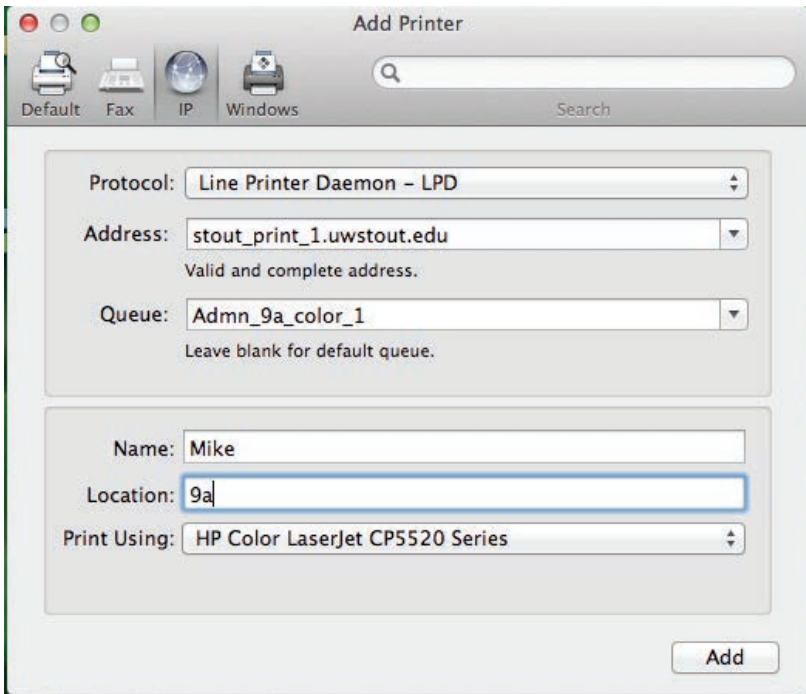 Add Printer
Default Fax IP Windows Search
Protocol: Line Printer Daemon – LPD
Address: stout_print_1.uwstout.edu
Valid and complete address.
Queue: Admn_9a_color_1
Leave blank for default queue.
Name: Mike
Location: 9a
Print Using: HP Color LaserJet CP5520 Series
Add